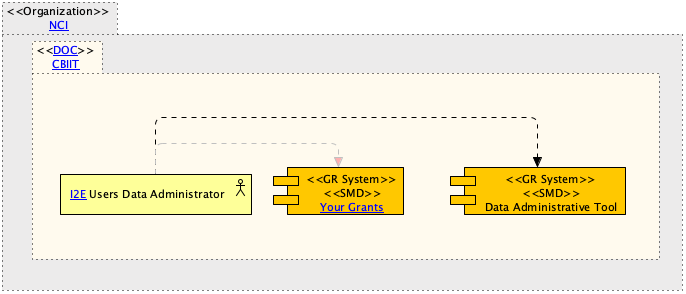 <<Organization>>
NCI
<<DOC>>
CBIIT
I2E Users Data Administrator
<<GR System>>
<<SMD>>
Your Grants
<<GR System>>
<<SMD>>
Data Administrative Tool